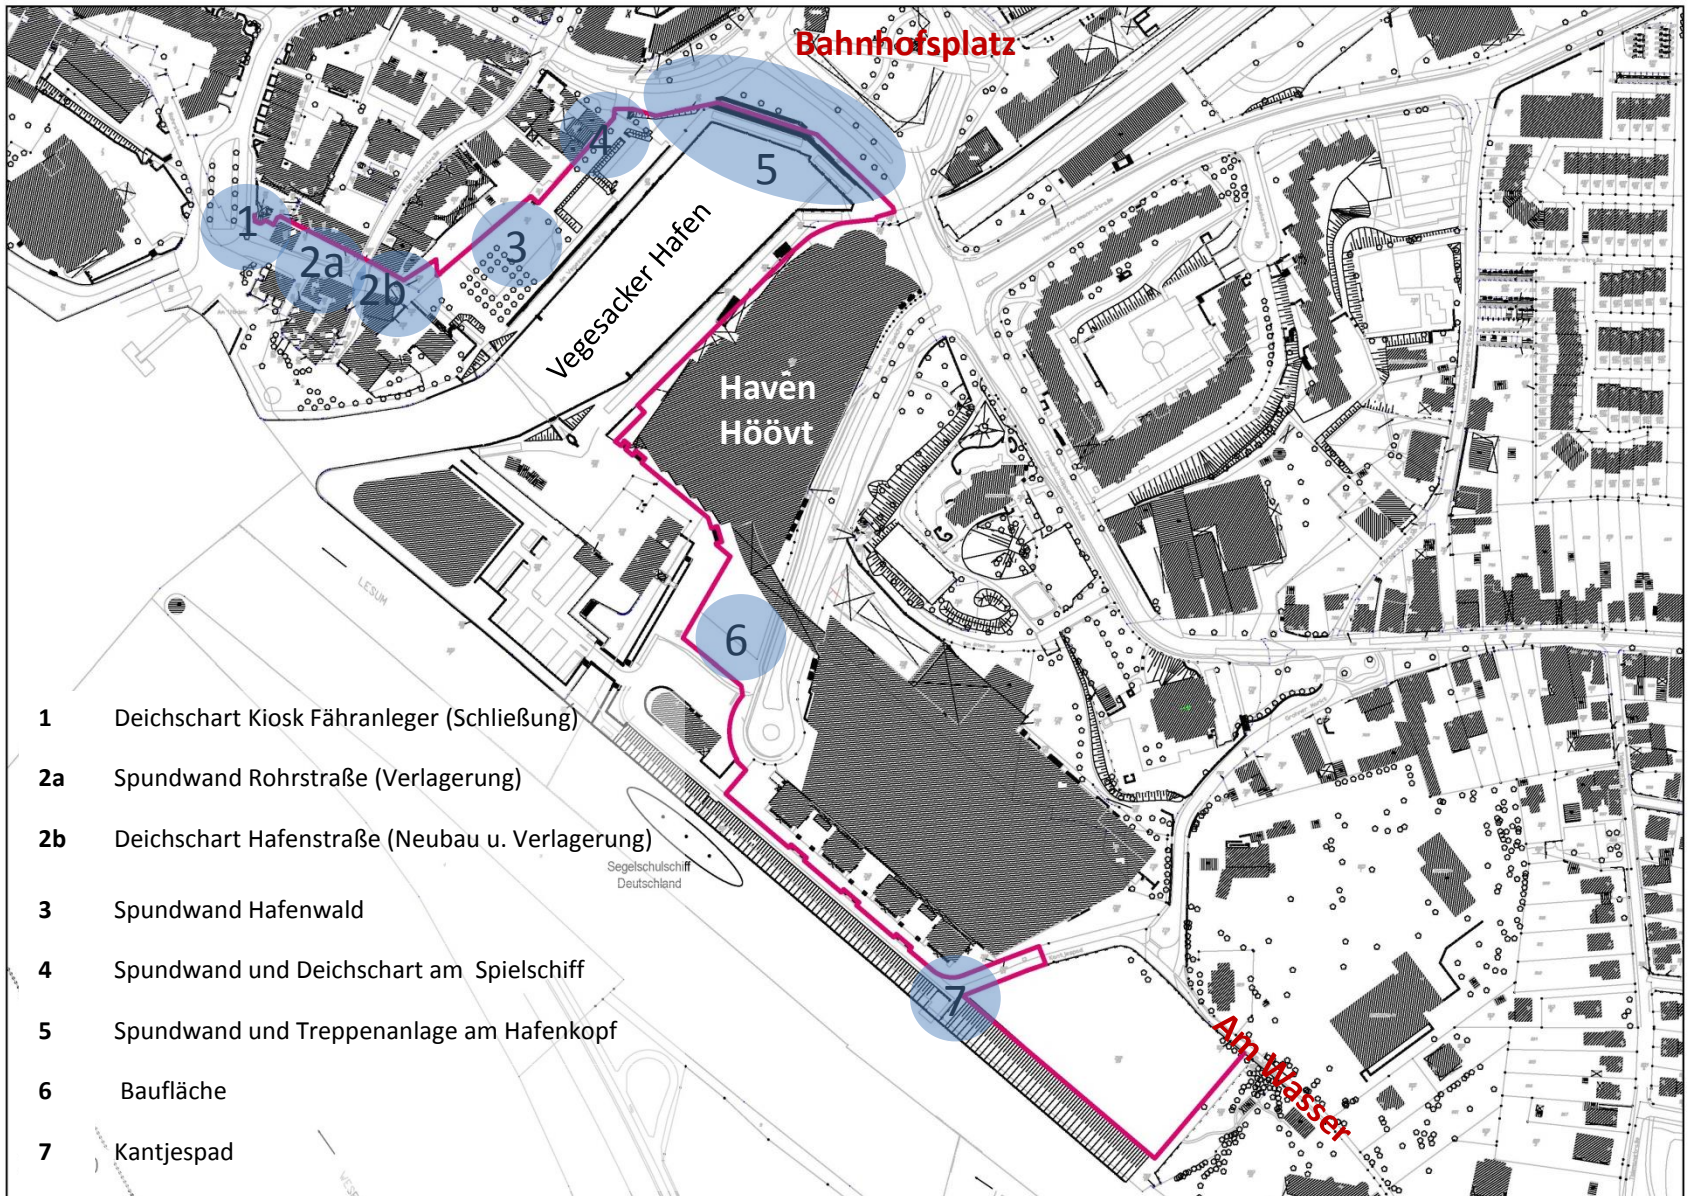 Bahnhofsplatz
1
2a
2b
3
4
5
Vegesacker Hafen
Haven
Höövt
6
LESUM
1 Deichschart Kiosk Fähranleger (Schließung)
2a Spundwand Rohrstraße (Verlagerung)
2b Deichschart Hafenstraße (Neubau u. Verlagerung)
3 Spundwand Hafenwald
4 Spundwand und Deichschart am Spielschiff
5 Spundwand und Treppenanlage am Hafenkopf
6 Baufläche
7 Kantjespad
Segelschulschiff
Deutschland
7
Am Wasser